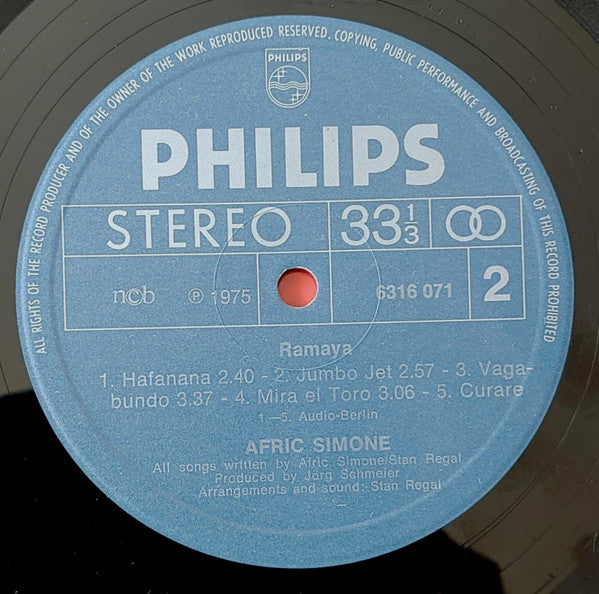 ALL RIGHTS OF THE RECORD PRODUCER AND OF THE OWNER OF THE WORK REPRODUCED RESERVED. COPYING, PUBLIC PERFORMANCE AND BROADCASTING OF THIS RECORD PROHIBITED
PHILIPS
PHILIPS
STEREO 33⅓
ncb ℗ 1975 6316 071 2
Ramaya
1. Hafanana 2.40 - 2. Jumbo Jet 2.57 - 3. Vaga-
bundo 3.37 - 4. Mira el Toro 3.06 - 5. Curare
1.—5. Audio-Berlin
AFRIC SIMONE
All songs written by Afric Simone/Stan Regal
Produced by Jörg Schmeier
Arrangements and sound: Stan Regal